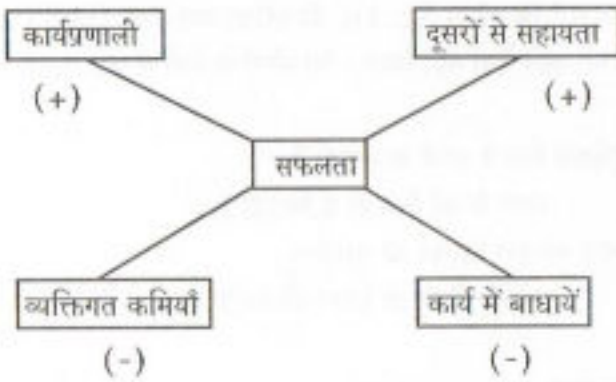 कार्यप्रणाली
दूसरों से सहायता
(+)
(+)
सफलता
व्यक्तिगत कमियाँ
कार्य में बाधायें
(-)
(-)